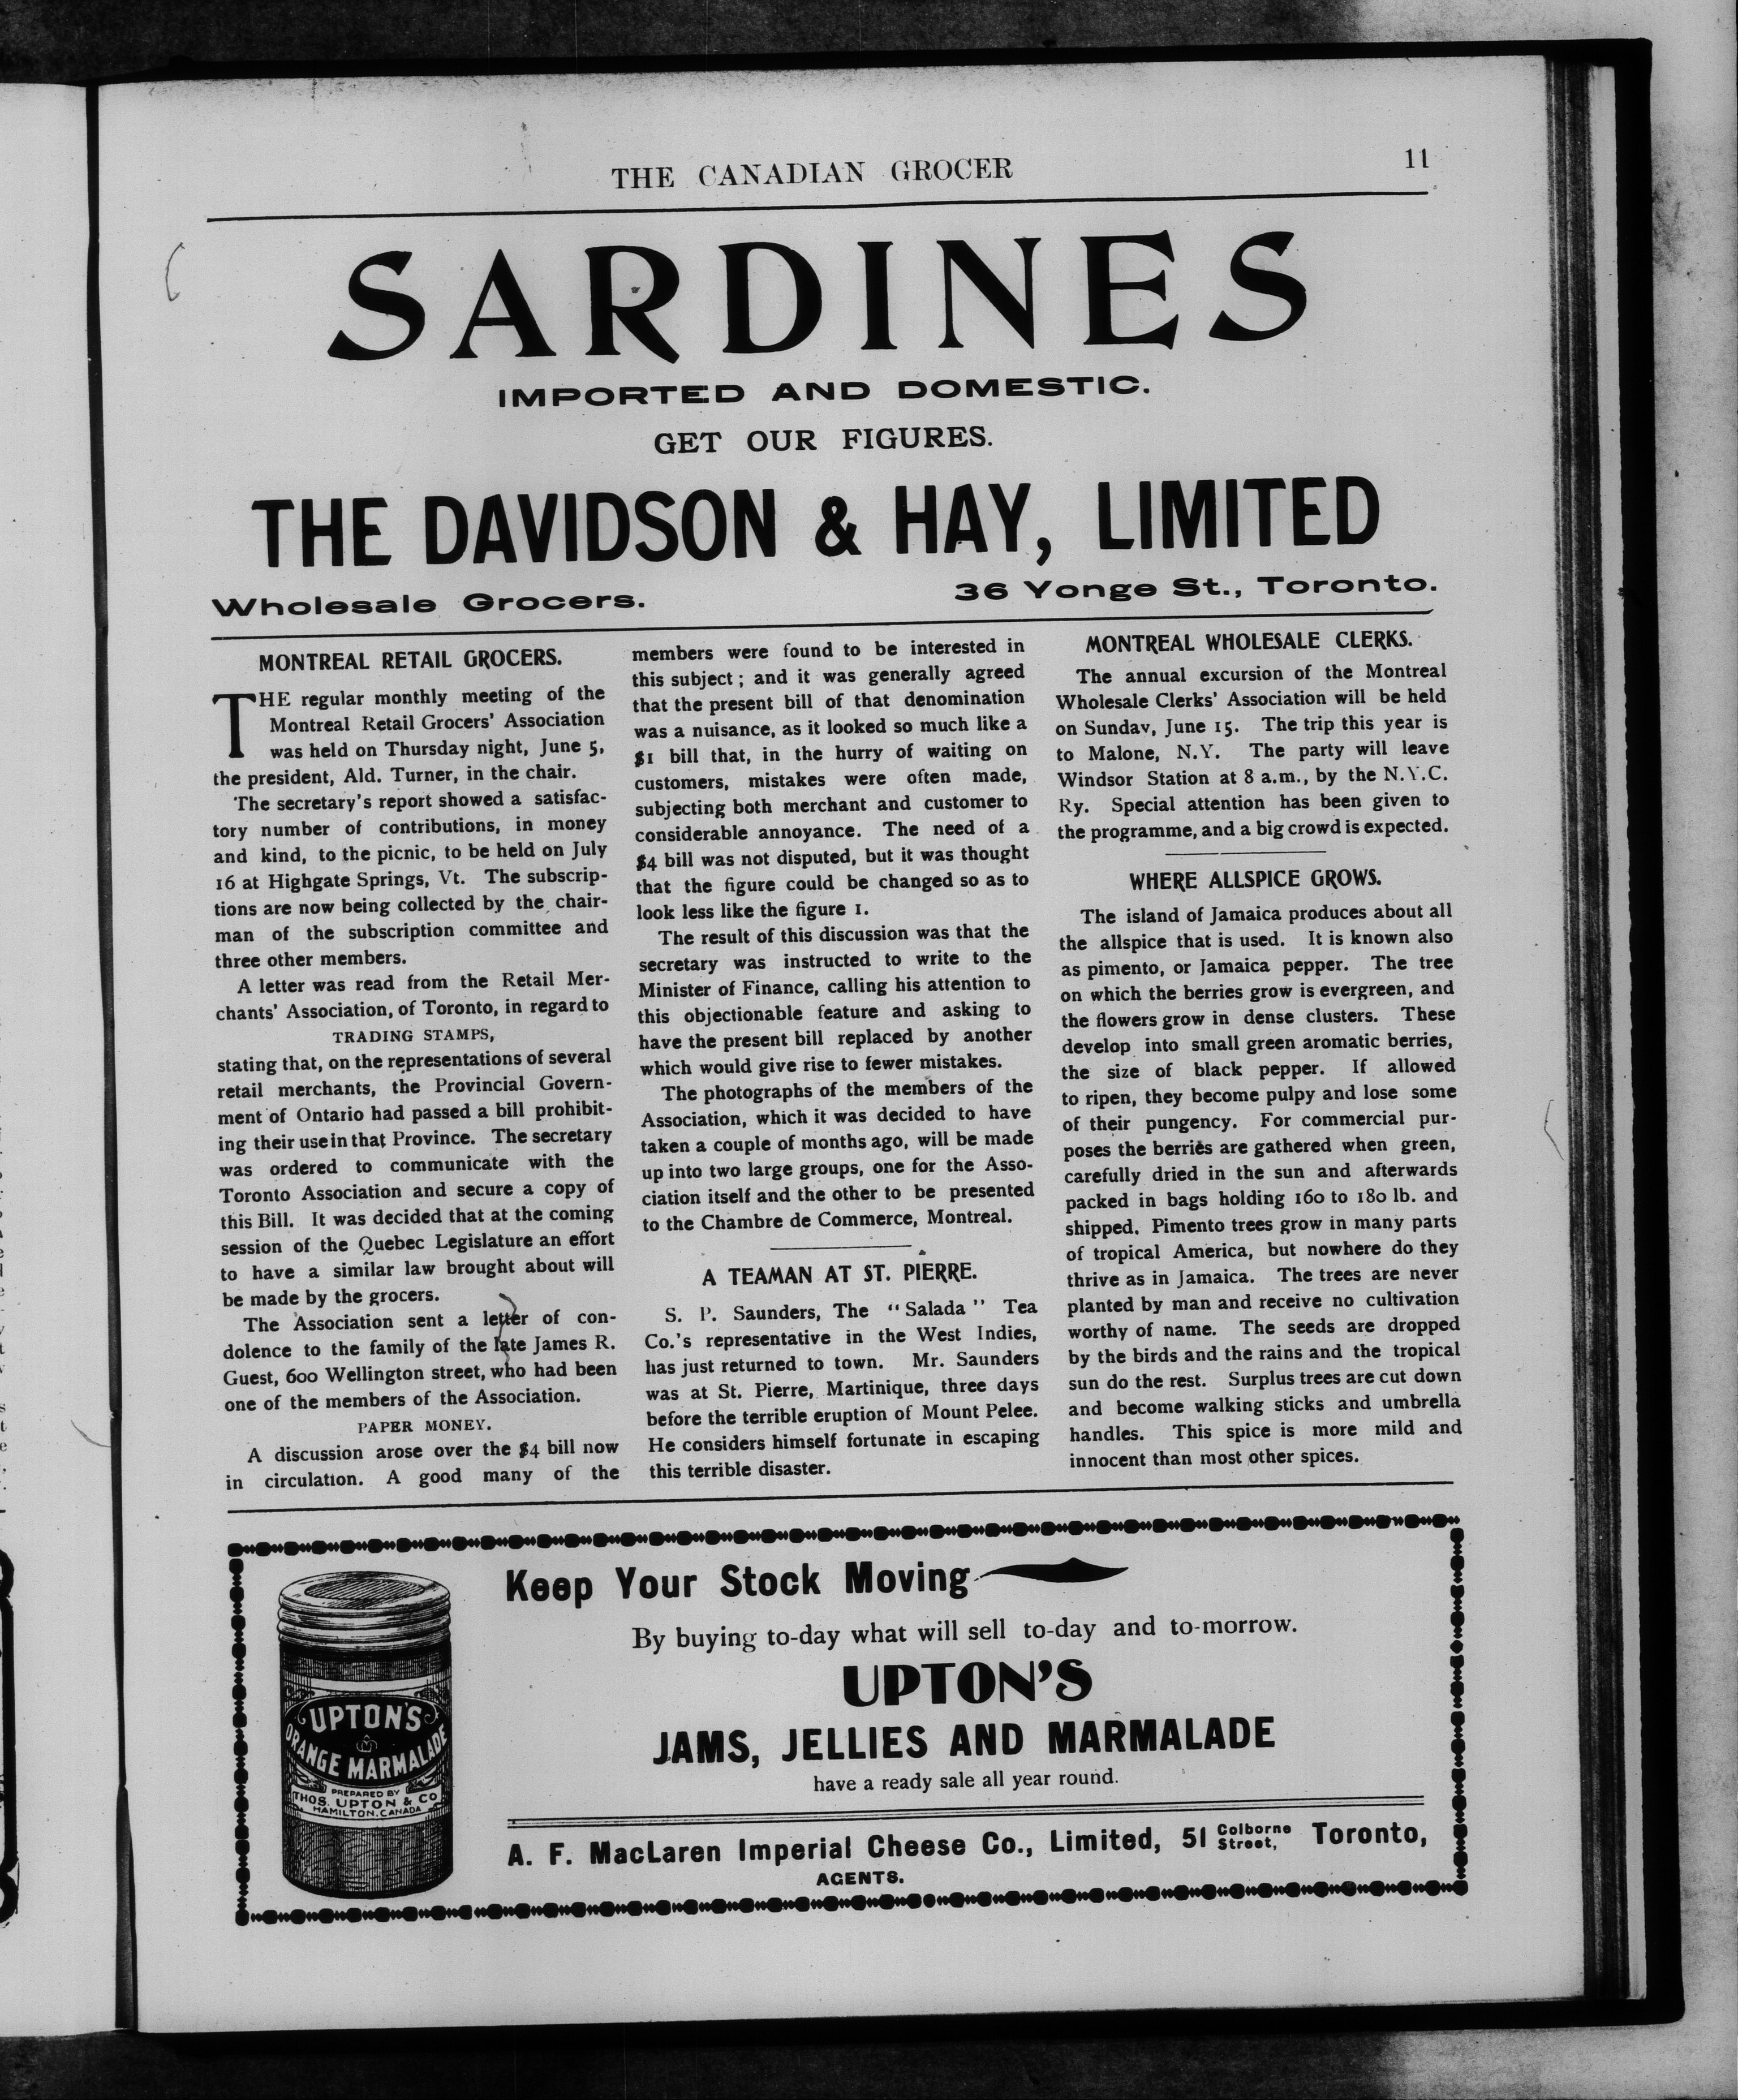 THE CANADIAN GROCER
11
SARDINES
IMPORTED AND DOMESTIC.
GET OUR FIGURES.
THE DAVIDSON & HAY, LIMITED
Wholesale Grocers.
36 Yonge St., Toronto.
MONTREAL RETAIL GROCERS.
THE regular monthly meeting of the
Montreal Retail Grocers' Association
was held on Thursday night, June 5,
the president, Ald. Turner, in the chair.
The secretary's report showed a satisfac-
tory number of contributions, in money
and kind, to the picnic, to be held on July
16 at Highgate Springs, Vt. The subscrip-
tions are now being collected by the chair-
man of the subscription committee and
three other members.
A letter was read from the Retail Mer-
chants' Association, of Toronto, in regard to
TRADING STAMPS,
stating that, on the representations of several
retail merchants, the Provincial Govern-
ment of Ontario had passed a bill prohibit-
ing their use in that Province. The secretary
was ordered to communicate with the
Toronto Association and secure a copy of
this Bill. It was decided that at the coming
session of the Quebec Legislature an effort
to have a similar law brought about will
be made by the grocers.
The Association sent a letter of con-
dolence to the family of the late James R.
Guest, 600 Wellington street, who had been
one of the members of the Association.
PAPER MONEY.
A discussion arose over the $4 bill now
in circulation. A good many of the
members were found to be interested in
this subject ; and it was generally agreed
that the present bill of that denomination
was a nuisance, as it looked so much like a
$1 bill that, in the hurry of waiting on
customers, mistakes were often made,
subjecting both merchant and customer to
considerable annoyance. The need of a
$4 bill was not disputed, but it was thought
that the figure could be changed so as to
look less like the figure 1.
The result of this discussion was that the
secretary was instructed to write to the
Minister of Finance, calling his attention to
this objectionable feature and asking to
have the present bill replaced by another
which would give rise to fewer mistakes.
The photographs of the members of the
Association, which it was decided to have
taken a couple of months ago, will be made
up into two large groups, one for the Asso-
ciation itself and the other to be presented
to the Chambre de Commerce, Montreal.
A TEAMAN AT ST. PIERRE.
S. P. Saunders, The "Salada" Tea
Co.'s representative in the West Indies,
has just returned to town. Mr. Saunders
was at St. Pierre, Martinique, three days
before the terrible eruption of Mount Pelee.
He considers himself fortunate in escaping
this terrible disaster.
MONTREAL WHOLESALE CLERKS.
The annual excursion of the Montreal
Wholesale Clerks' Association will be held
on Sunday, June 15. The trip this year is
to Malone, N.Y. The party will leave
Windsor Station at 8 a.m., by the N.Y.C.
Ry. Special attention has been given to
the programme, and a big crowd is expected.
WHERE ALLSPICE GROWS.
The island of Jamaica produces about all
the allspice that is used. It is known also
as pimento, or Jamaica pepper. The tree
on which the berries grow is evergreen, and
the flowers grow in dense clusters. These
develop into small green aromatic berries,
the size of black pepper. If allowed
to ripen, they become pulpy and lose some
of their pungency. For commercial pur-
poses the berries are gathered when green,
carefully dried in the sun and afterwards
packed in bags holding 160 to 180 lb. and
shipped. Pimento trees grow in many parts
of tropical America, but nowhere do they
thrive as in Jamaica. The trees are never
planted by man and receive no cultivation
worthy of name. The seeds are dropped
by the birds and the rains and the tropical
sun do the rest. Surplus trees are cut down
and become walking sticks and umbrella
handles. This spice is more mild and
innocent than most other spices.
Keep Your Stock Moving
By buying to-day what will sell to-day and to-morrow.
UPTON'S
JAMS, JELLIES AND MARMALADE
have a ready sale all year round.
A. F. MacLaren Imperial Cheese Co., Limited, 51 Colborne Street, Toronto,
AGENTS.
UPTON'S
ORANGE MARMALADE
PREPARED BY
THOS. UPTON & CO
HAMILTON. CANADA